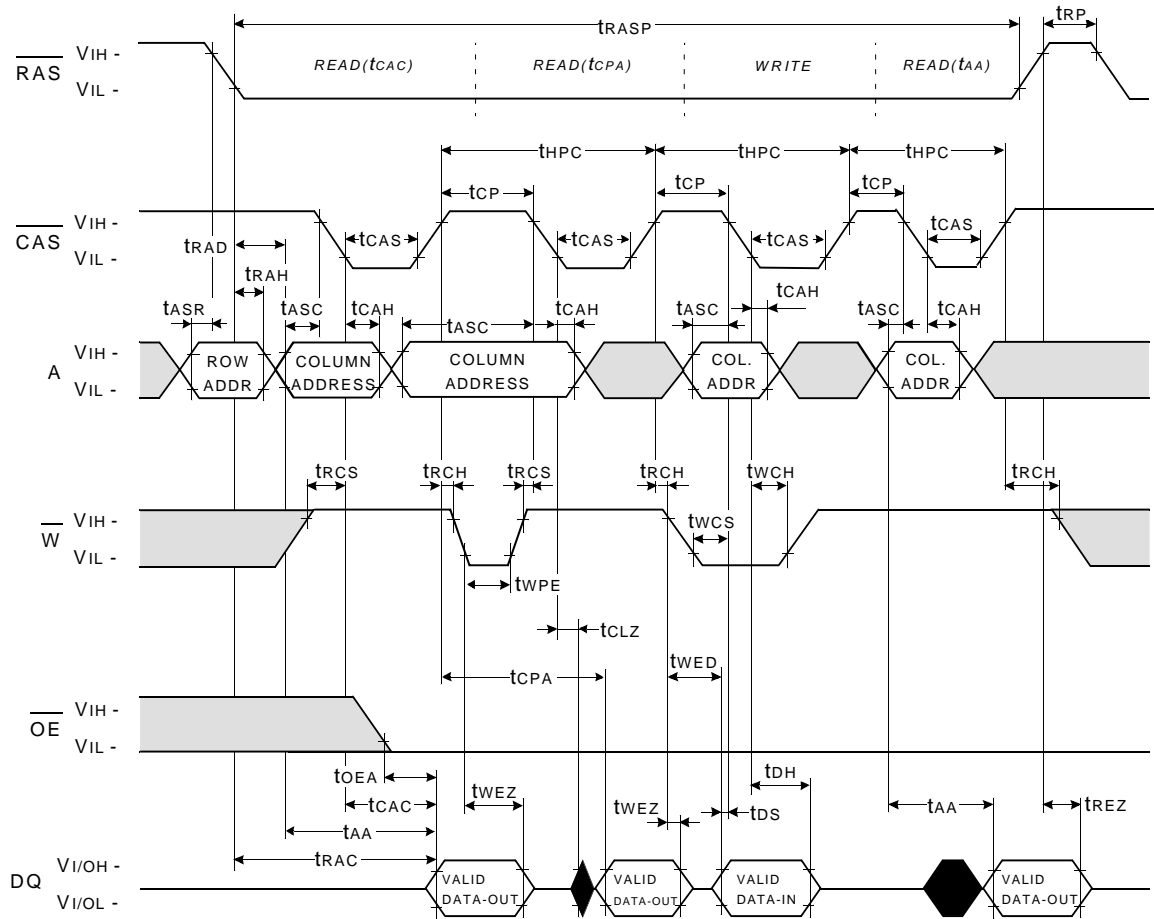 tRASP
tRP
RAS
VIH -
VIL -
READ(tCAC)
READ(tCPA)
WRITE
READ(tAA)
tHPC
tHPC
tHPC
tCP
tCP
tCP
CAS
VIH -
VIL -
tRAD
tCAS
tCAS
tCAS
tCAS
tRAH
tASR
tASC
tCAH
tASC
tCAH
tASC
tCAH
tASC
tCAH
A
VIH -
VIL -
ROW
ADDR
COLUMN
ADDRESS
COLUMN
ADDRESS
COL.
ADDR
COL.
ADDR
tRCS
tRCH
tRCS
tRCH
tWCH
tRCH
W
VIH -
VIL -
tWCS
tWPE
tCLZ
tCPA
tWED
OE
VIH -
VIL -
tOEA
tCAC
tAA
tRAC
tWEZ
tWEZ
tDH
tDS
tAA
tREZ
DQ
VI/OH -
VI/OL -
VALID
DATA-OUT
VALID
DATA-OUT
VALID
DATA-IN
VALID
DATA-OUT